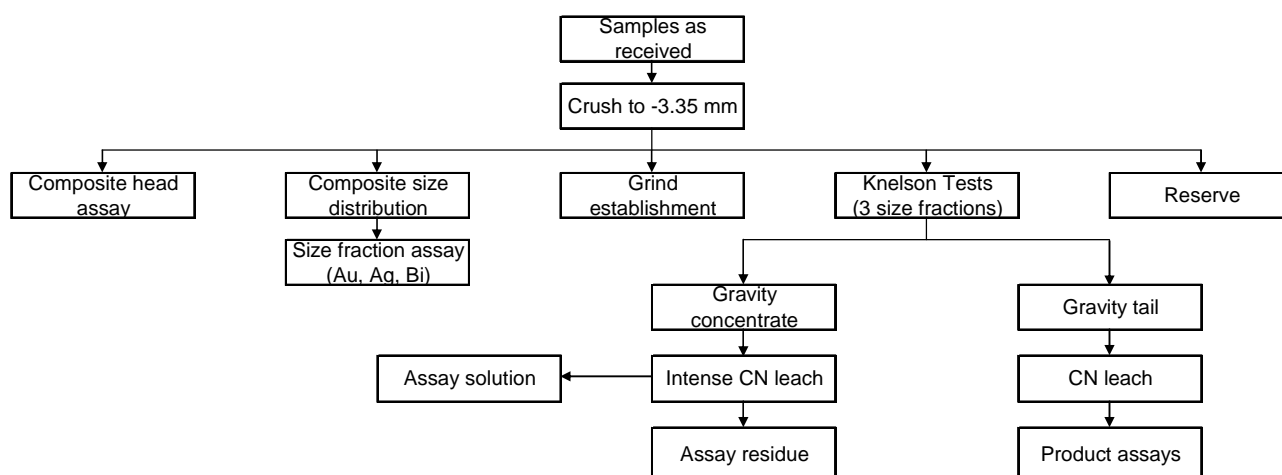 Samples as
received
Crush to -3.35 mm
Composite head
assay
Composite size
distribution
Grind
establishment
Knelson Tests
(3 size fractions)
Reserve
Size fraction assay
(Au, Ag, Bi)
Gravity
concentrate
Gravity tail
Assay solution
Intense CN leach
CN leach
Assay residue
Product assays